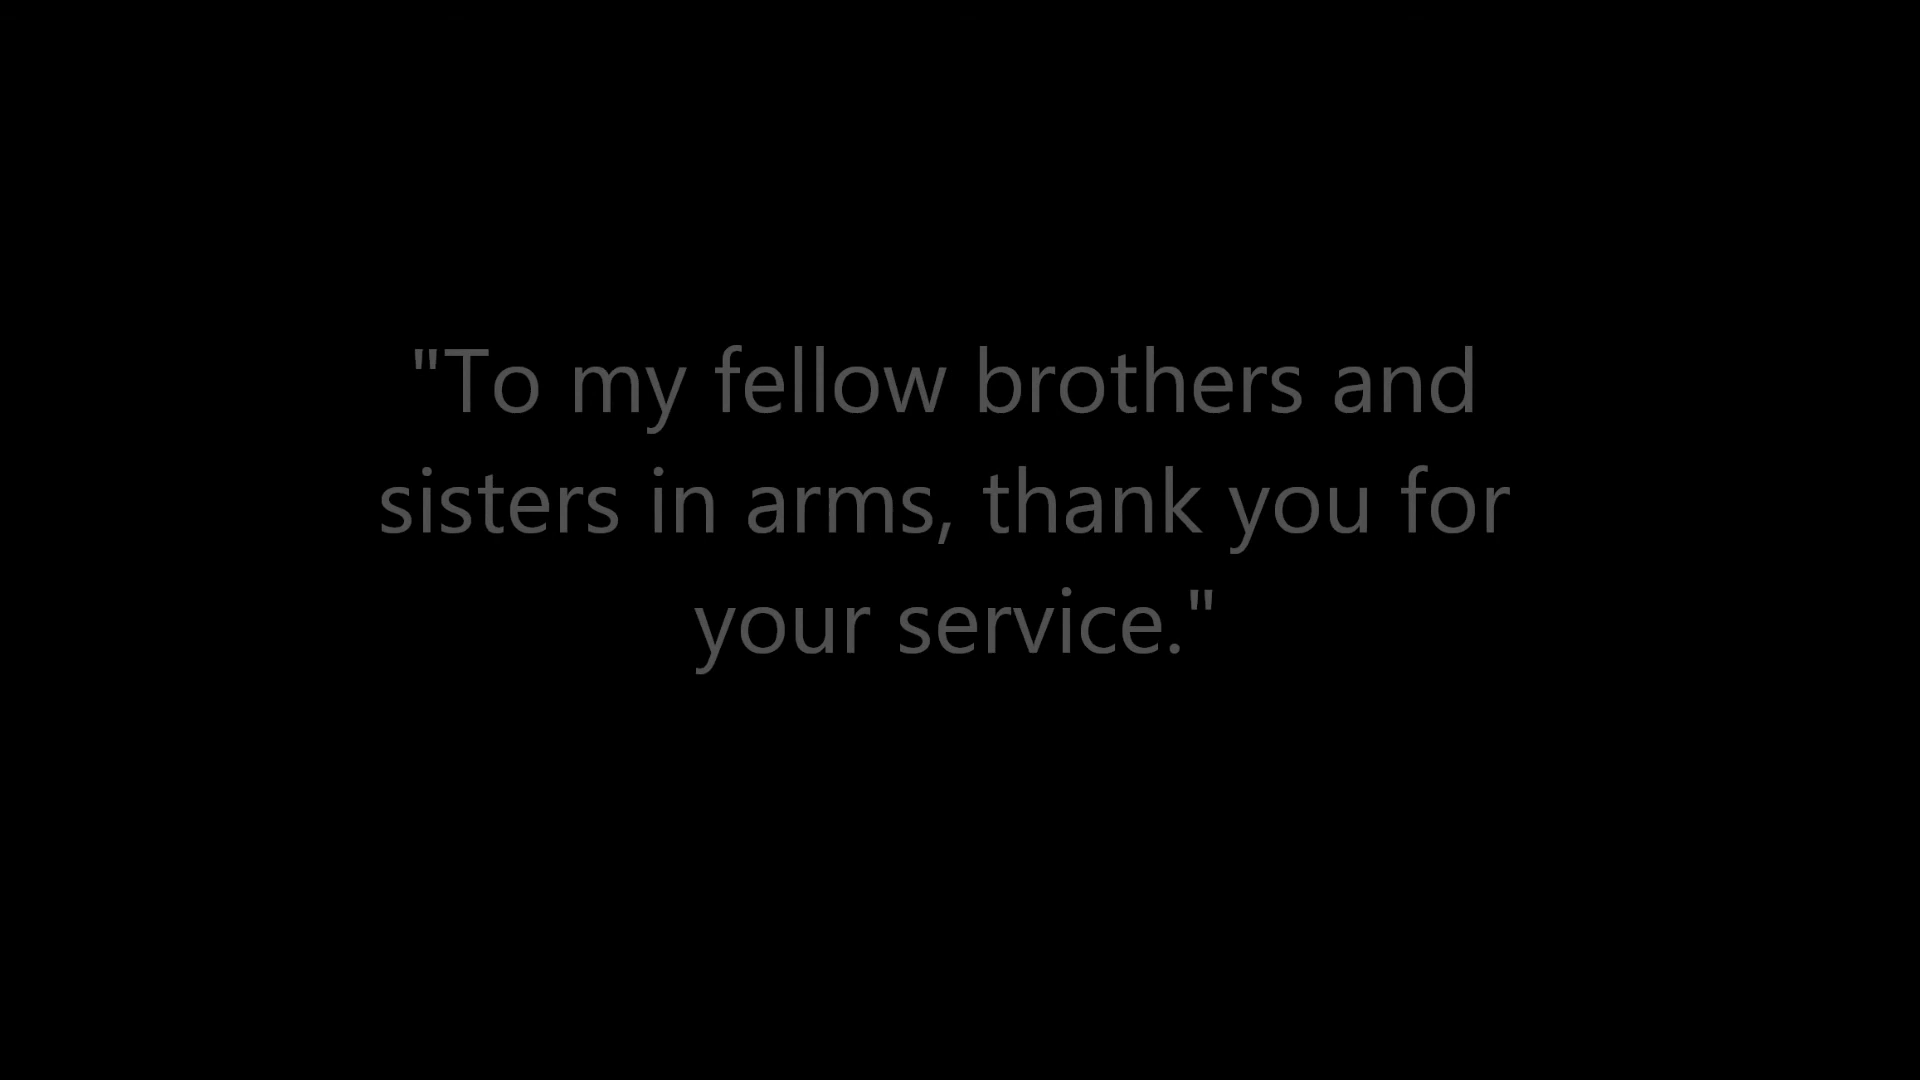 "To my fellow brothers and
sisters in arms, thank you for
your service."